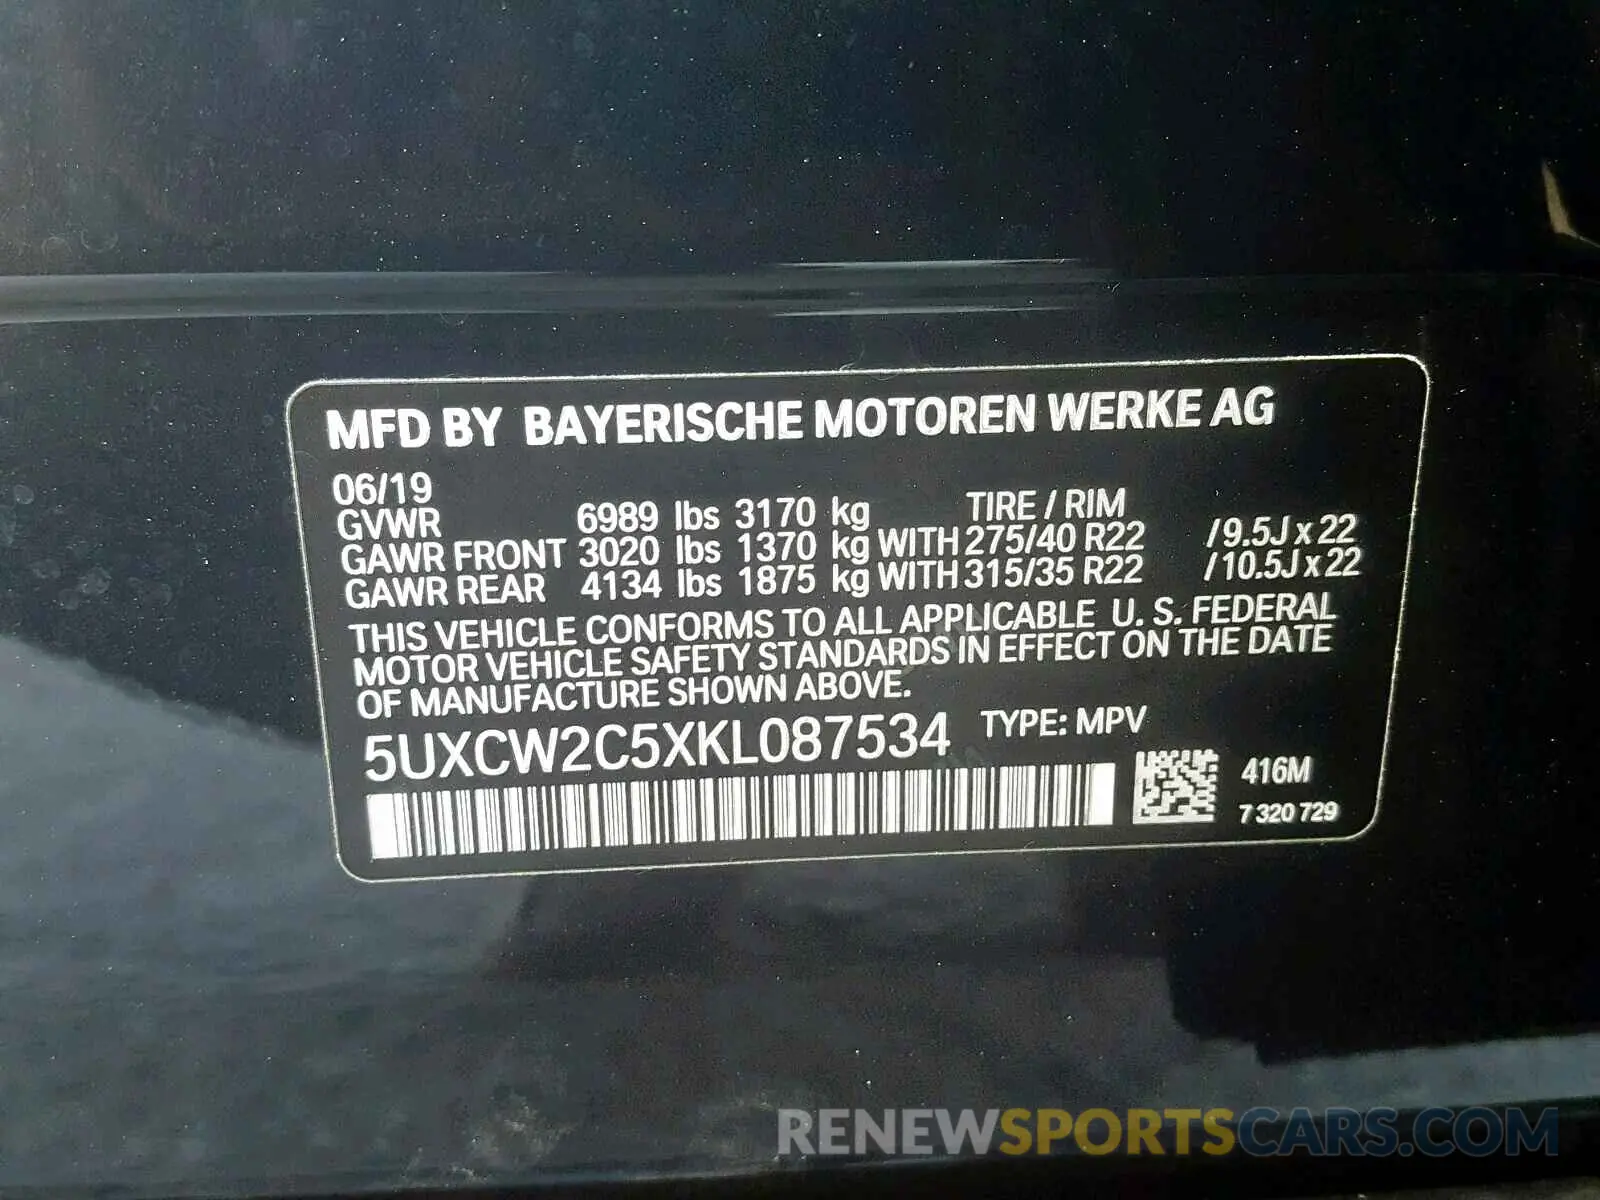 MFD BY BAYERISCHE MOTOREN WERKE AG
06/19
GVWR 6989 lbs 3170 kg TIRE / RIM
GAWR FRONT 3020 lbs 1370 kg WITH 275/40 R22 /9.5J x 22
GAWR REAR 4134 lbs 1875 kg WITH 315/35 R22 /10.5J x 22
THIS VEHICLE CONFORMS TO ALL APPLICABLE U. S. FEDERAL
MOTOR VEHICLE SAFETY STANDARDS IN EFFECT ON THE DATE
OF MANUFACTURE SHOWN ABOVE.
5UXCW2C5XKL087534 TYPE: MPV
416M
7 320 729
RENEWSPORTSCARS.COM